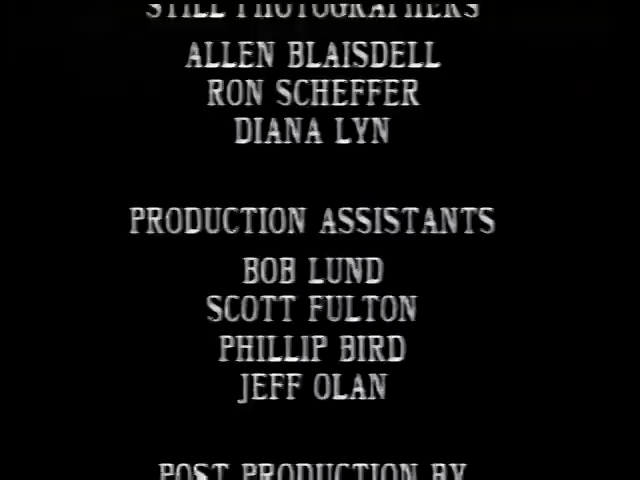 STILL PHOTOGRAPHERS
ALLEN BLAISDELL
RON SCHEFFER
DIANA LYN
PRODUCTION ASSISTANTS
BOB LUND
SCOTT FULTON
PHILLIP BIRD
JEFF OLAN
POST PRODUCTION BY